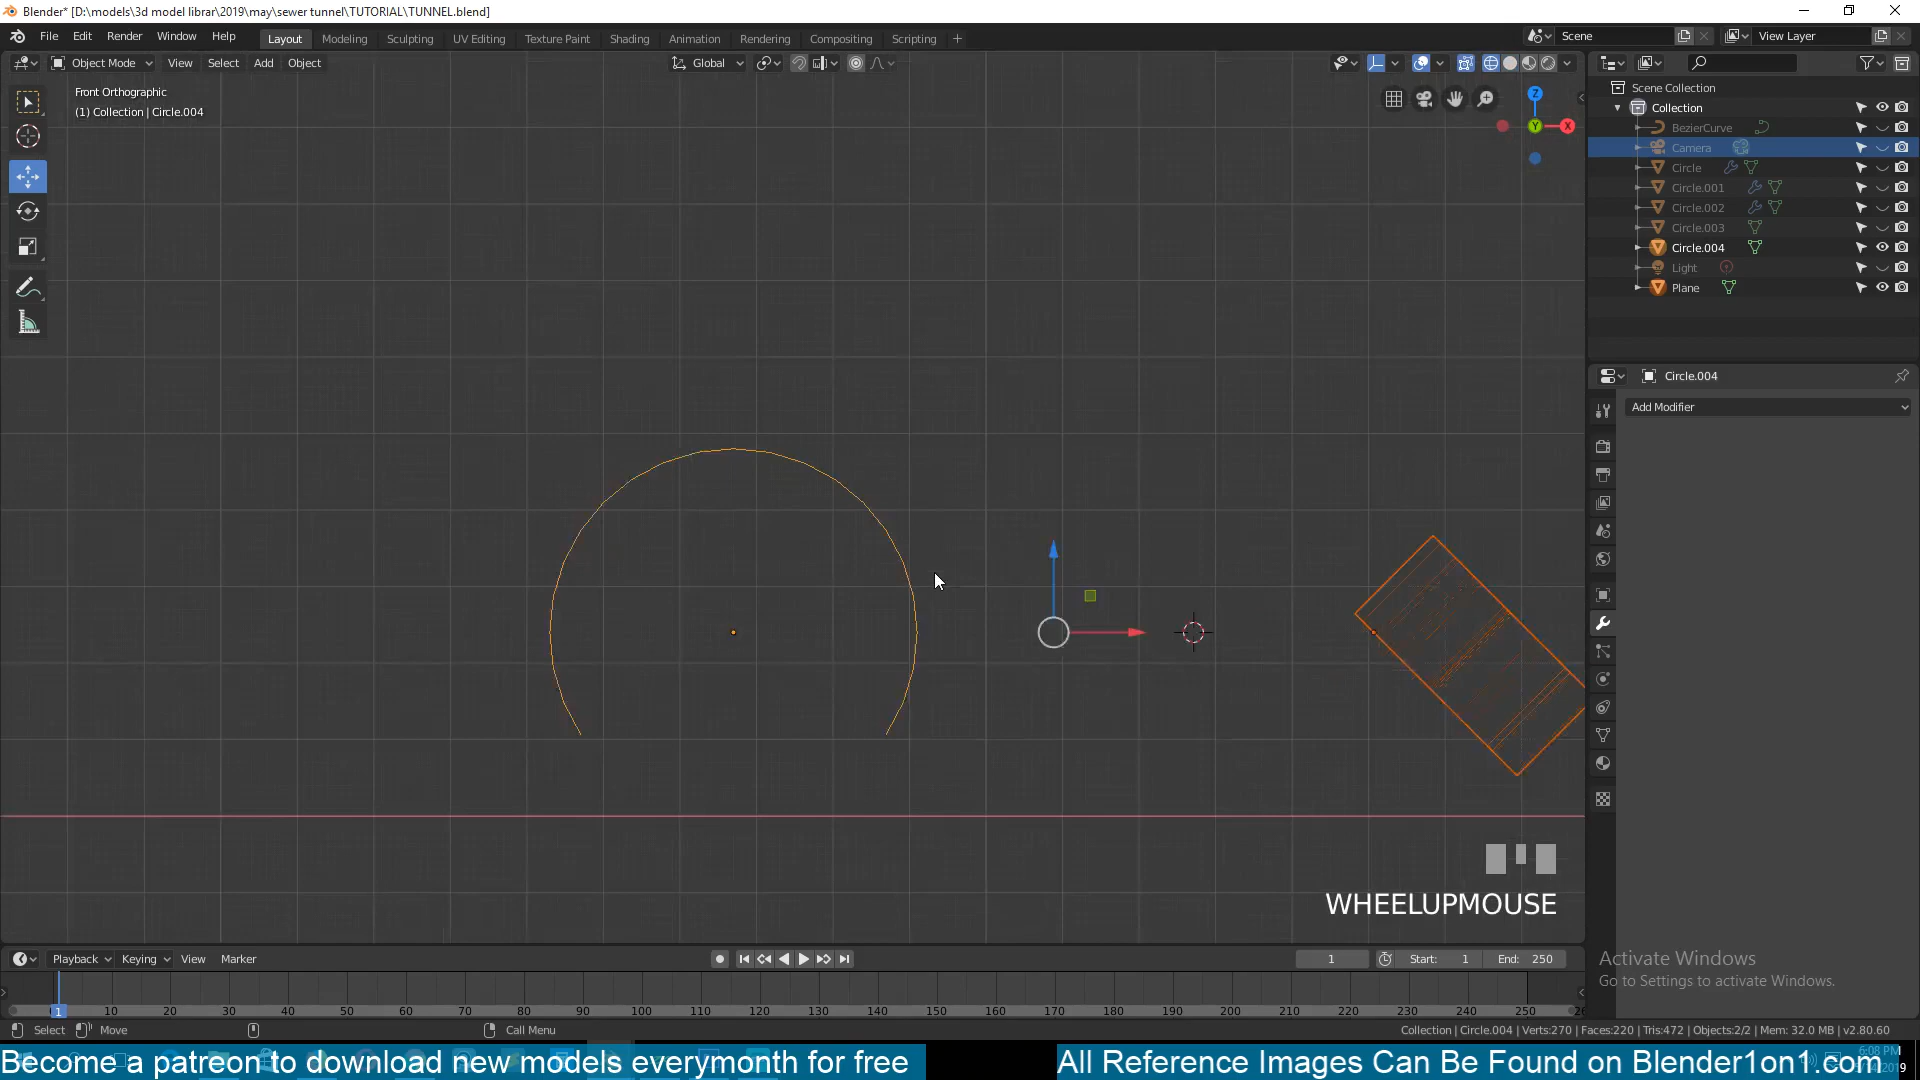 Blender* [D:\models\3d model librar\2019\may\sewer tunnel\TUTORIAL\TUNNEL.blend]
File Edit Render Window Help Layout Modeling Sculpting UV Editing Texture Paint Shading Animation Rendering Compositing Scripting + Scene View Layer
Object Mode View Select Add Object Global
Front Orthographic
(1) Collection | Circle.004
Z
Y
X
Scene Collection
Collection
BezierCurve
Camera
Circle
Circle.001
Circle.002
Circle.003
Circle.004
Light
Plane
Circle.004
Add Modifier
WHEELUPMOUSE
Playback Keying View Marker 1 Start: 1 End: 250
1 10 20 30 40 50 60 70 80 90 100 110 120 130 140 150 160 170 180 190 200 210 220 230 240 250
Activate Windows
Go to Settings to activate Windows.
Select Move Call Menu Collection | Circle.004 | Verts:270 | Faces:220 | Tris:472 | Objects:2/2 | Mem: 32.0 MB | v2.80.60
Become a patreon to download new models everymonth for free
All Reference Images Can Be Found on Blender1on1.com
6:08 PM